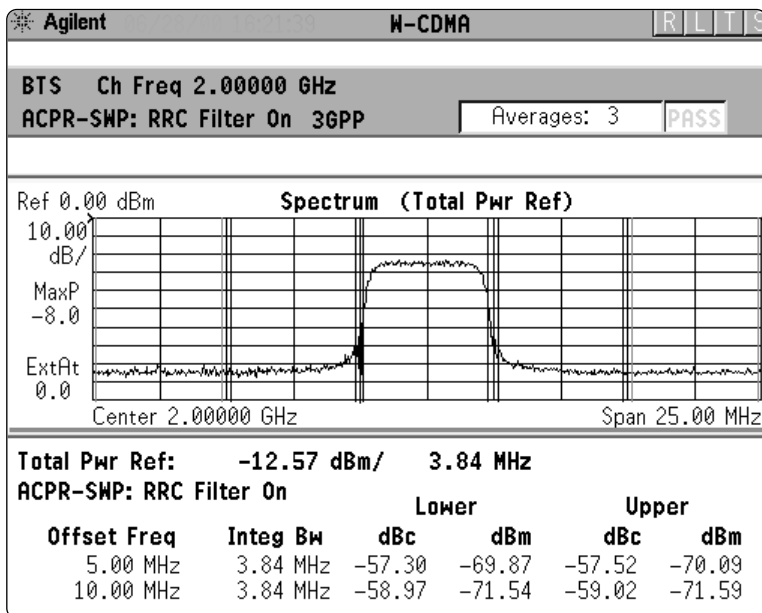 Agilent 18:21:39 W-CDMA R L T S
BTS Ch Freq 2.00000 GHz
ACPR-SWP: RRC Filter On 3GPP Averages: 3 PASS
Ref 0.00 dBm Spectrum (Total Pwr Ref)
10.00
dB/
MaxP
-8.0
ExtAt
0.0
Center 2.00000 GHz Span 25.00 MHz
Total Pwr Ref: -12.57 dBm/ 3.84 MHz
ACPR-SWP: RRC Filter On
Lower Upper
Offset Freq Integ Bw dBc dBm dBc dBm
5.00 MHz 3.84 MHz -57.30 -69.87 -57.52 -70.09
10.00 MHz 3.84 MHz -58.97 -71.54 -59.02 -71.59